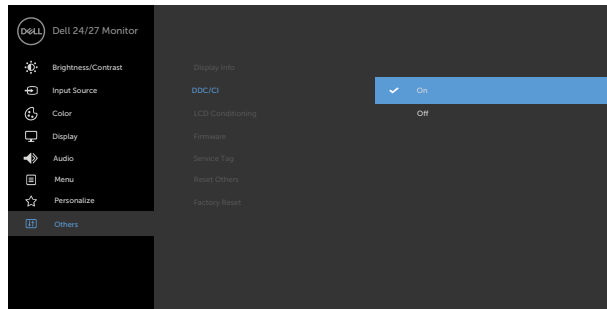 DELL Dell 24/27 Monitor
Brightness/Contrast
Input Source
Color
Display
Audio
Menu
Personalize
Others
Display Info
DDC/CI
LCD Conditioning
Firmware
Service Tag
Reset Others
Factory Reset
On
Off